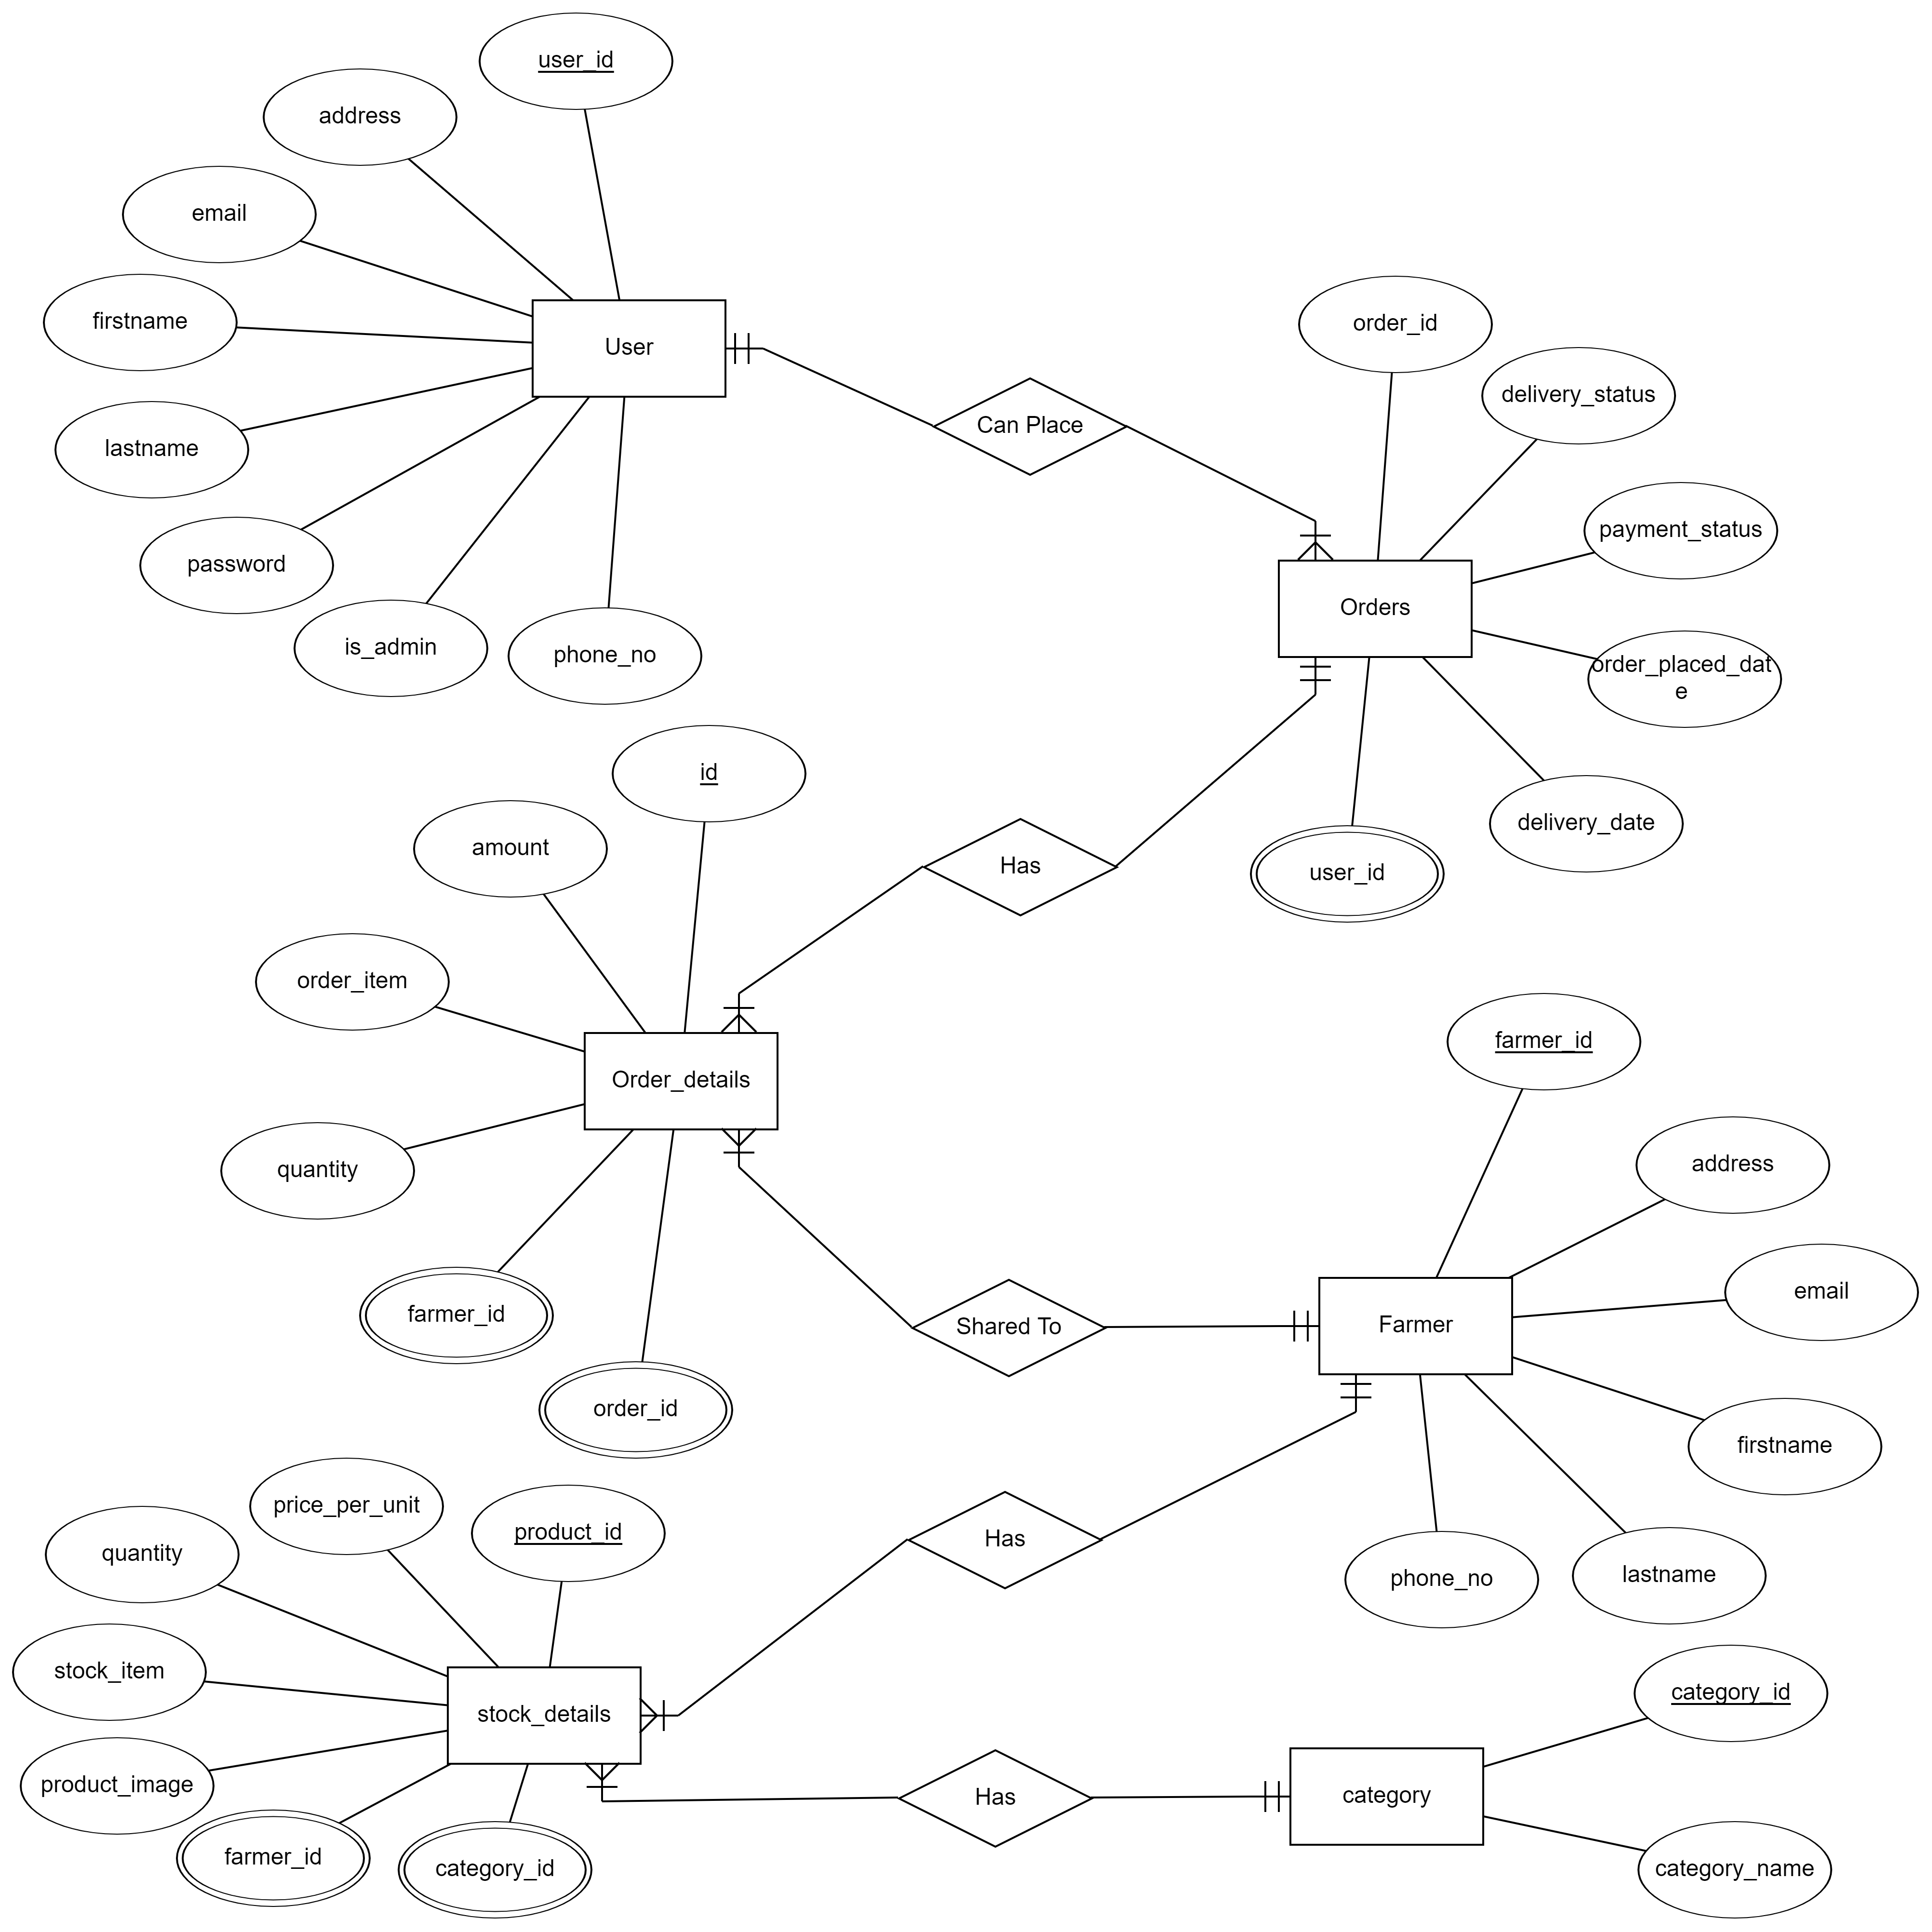 user_id
address
email
firstname
lastname
password
is_admin
phone_no
User
Can Place
order_id
delivery_status
payment_status
order_placed_dat
e
delivery_date
user_id
Orders
Has
id
amount
order_item
quantity
farmer_id
order_id
Order_details
Shared To
farmer_id
address
email
firstname
lastname
phone_no
Farmer
Has
product_id
price_per_unit
quantity
stock_item
product_image
farmer_id
category_id
stock_details
Has
category
category_id
category_name